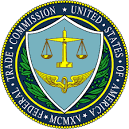 FEDERAL TRADE COMMISSION
UNITED STATES OF AMERICA
MCMXV